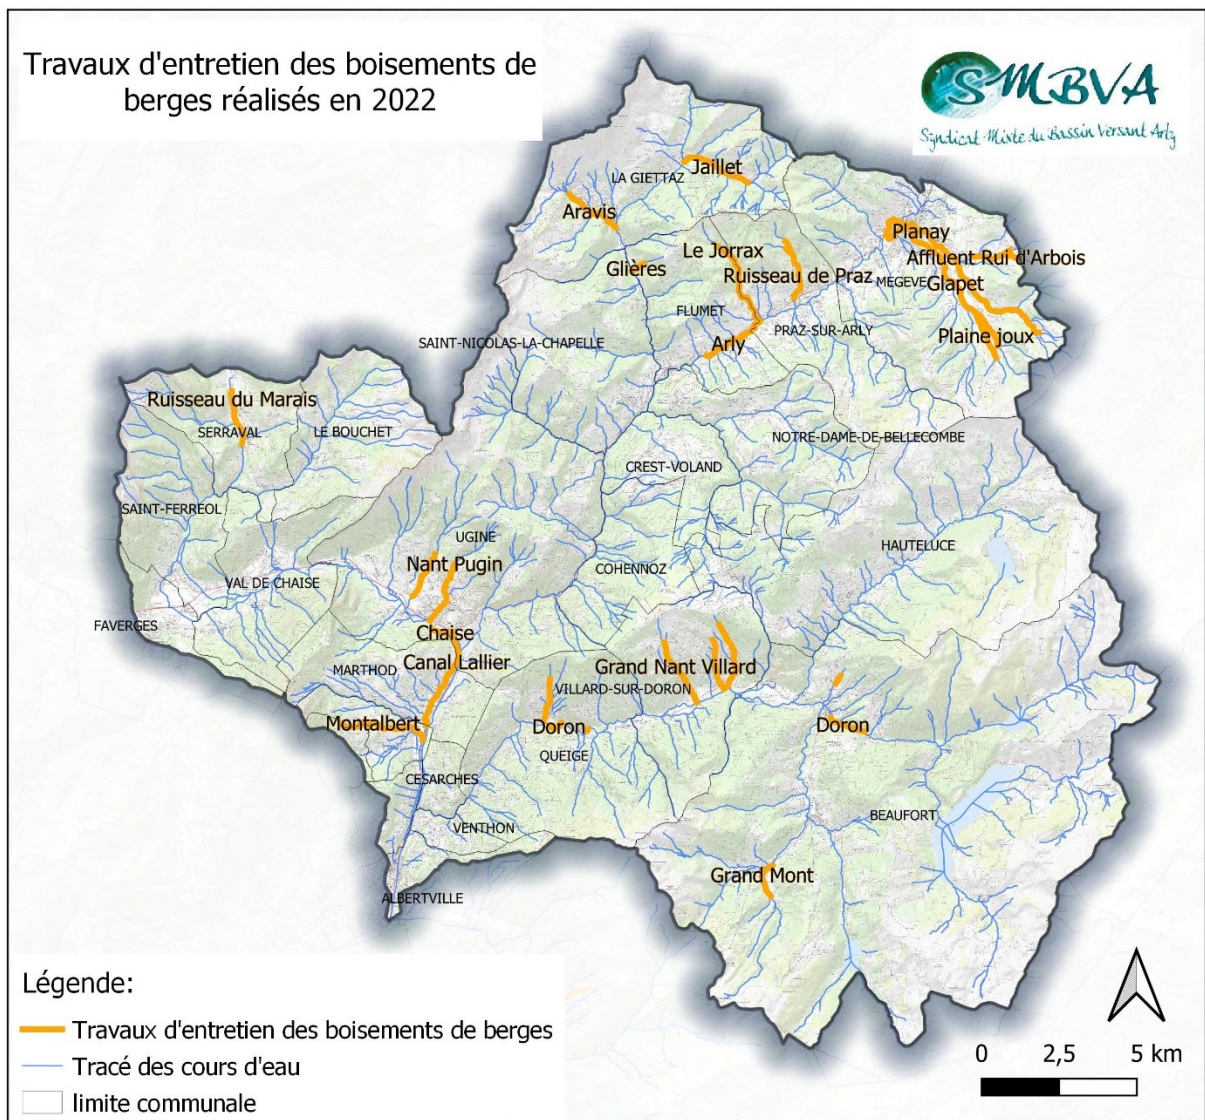 Travaux d'entretien des boisements de
berges réalisés en 2022
SMBVA
Syndicat Mixte du Bassin Versant Arly
Jaillet
LA GIETTAZ
Aravis
Planay
Le Jorrax
Affluent Rui d'Arbois
Glières
Ruisseau de Praz
MEGEVE
Glapet
FLUMET
PRAZ-SUR-ARLY
Plaine joux
SAINT-NICOLAS-LA-CHAPELLE
Arly
Ruisseau du Marais
SERRAVAL
LE BOUCHET
NOTRE-DAME-DE-BELLECOMBE
CREST-VOLAND
SAINT-FERREOL
UGINE
HAUTELUCE
Nant Pugin
COHENNOZ
VAL DE CHAISE
FAVERGES
Chaise
Canal Lallier
MARTHOD
Grand Nant Villard
VILLARD-SUR-DORON
Montalbert
Doron
Doron
QUEIGE
CESARCHES
BEAUFORT
VENTHON
Grand Mont
ALBERTVILLE
Légende:
Travaux d'entretien des boisements de berges
Tracé des cours d'eau
limite communale
0 2,5 5 km